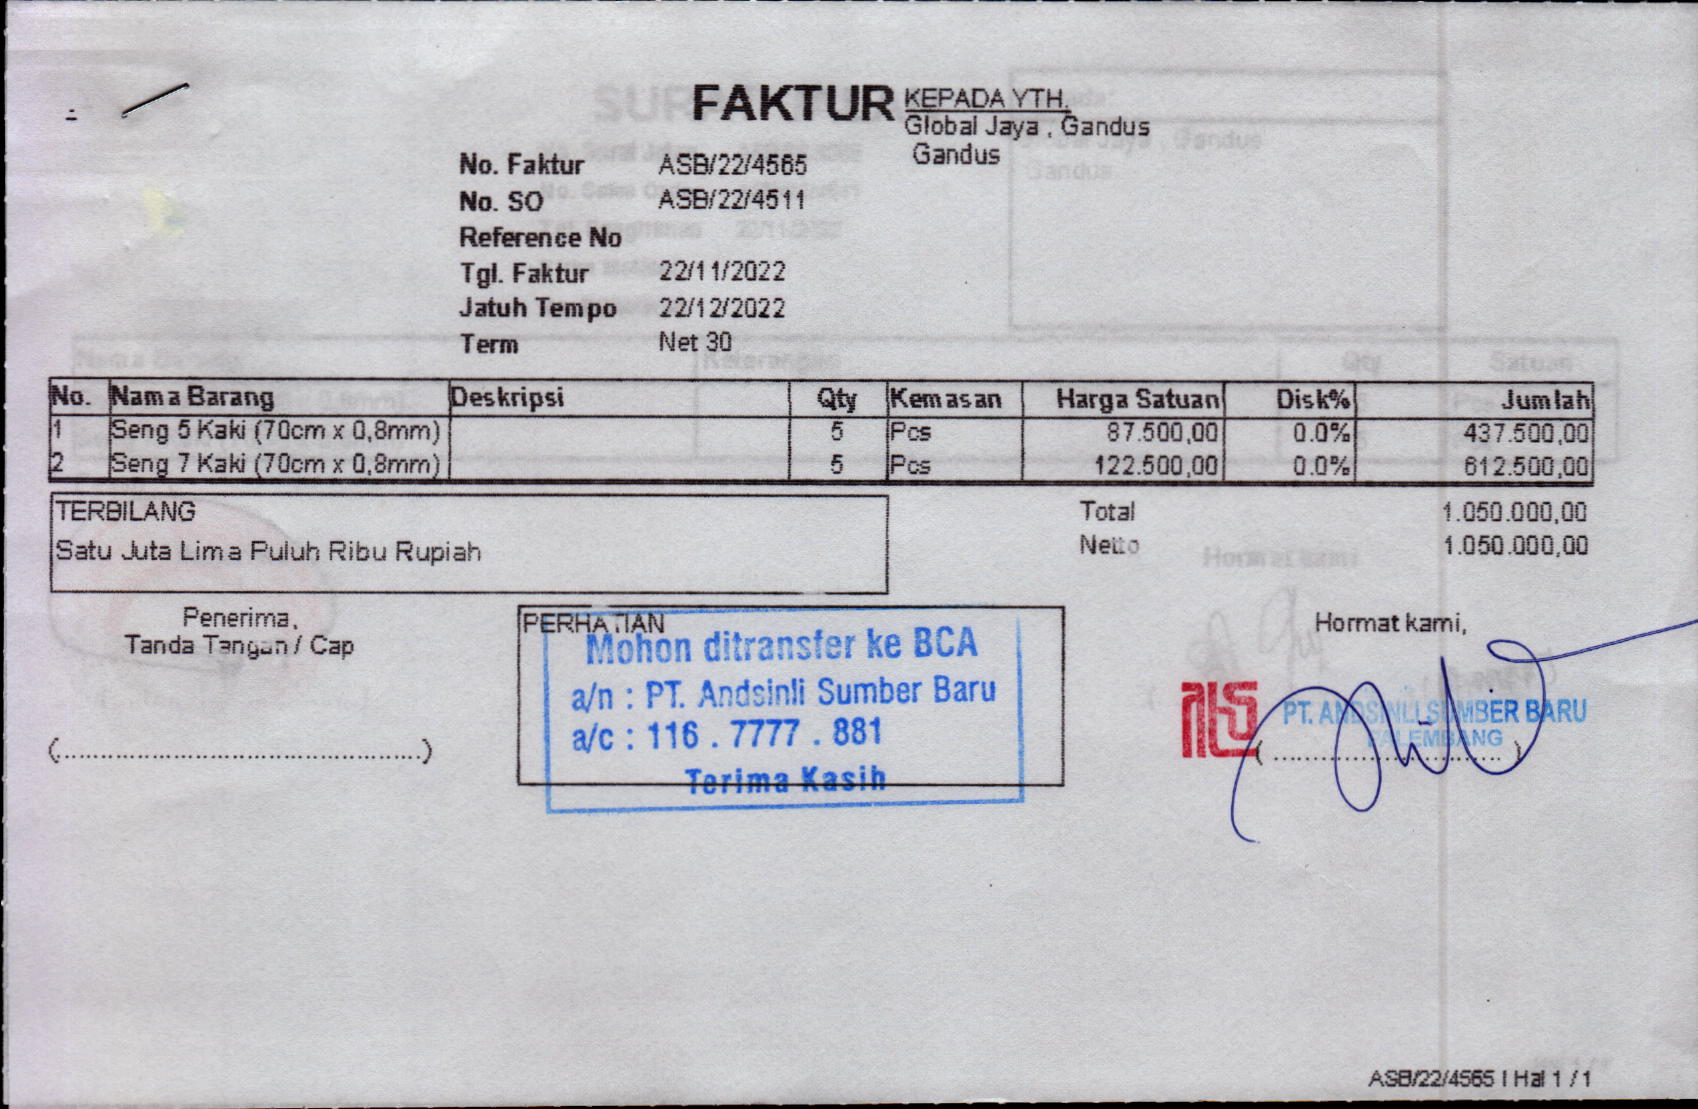 FAKTUR
KEPADA YTH.
Global Jaya , Gandus
Gandus
No. Faktur ASB/22/4565
No. SO ASB/22/4511
Reference No
Tgl. Faktur 22/11/2022
Jatuh Tempo 22/12/2022
Term Net 30
No. Nama Barang Deskripsi Qty Kemasan Harga Satuan Disk% Jumlah
1 Seng 5 Kaki (70cm x 0,8mm) 5 Pcs 87.500,00 0.0% 437.500,00
2 Seng 7 Kaki (70cm x 0,8mm) 5 Pcs 122.500,00 0.0% 612.500,00
TERBILANG
Satu Juta Lima Puluh Ribu Rupiah
Total 1.050.000,00
Netto 1.050.000,00
Penerima,
Tanda Tangan / Cap
(................................................)
PERHATIAN
Mohon ditransfer ke BCA
a/n : PT. Andsinli Sumber Baru
a/c : 116 . 7777 . 881
Terima Kasih
Hormat kami,
PT. ANDSINLI SUMBER BARU
PALEMBANG
(..............................)
ASB/22/4565 | Hal 1 / 1